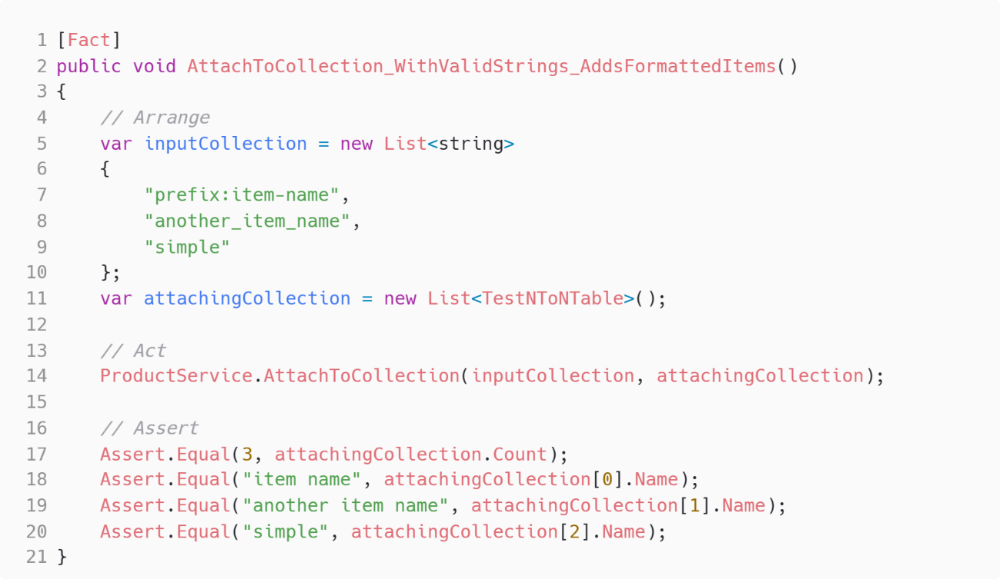 1 [Fact]
2 public void AttachToCollection_WithValidStrings_AddsFormattedItems()
3 {
4     // Arrange
5     var inputCollection = new List<string>
6     {
7         "prefix:item-name",
8         "another_item_name",
9         "simple"
10     };
11     var attachingCollection = new List<TestNToNTable>();
12
13     // Act
14     ProductService.AttachToCollection(inputCollection, attachingCollection);
15
16     // Assert
17     Assert.Equal(3, attachingCollection.Count);
18     Assert.Equal("item name", attachingCollection[0].Name);
19     Assert.Equal("another item name", attachingCollection[1].Name);
20     Assert.Equal("simple", attachingCollection[2].Name);
21 }